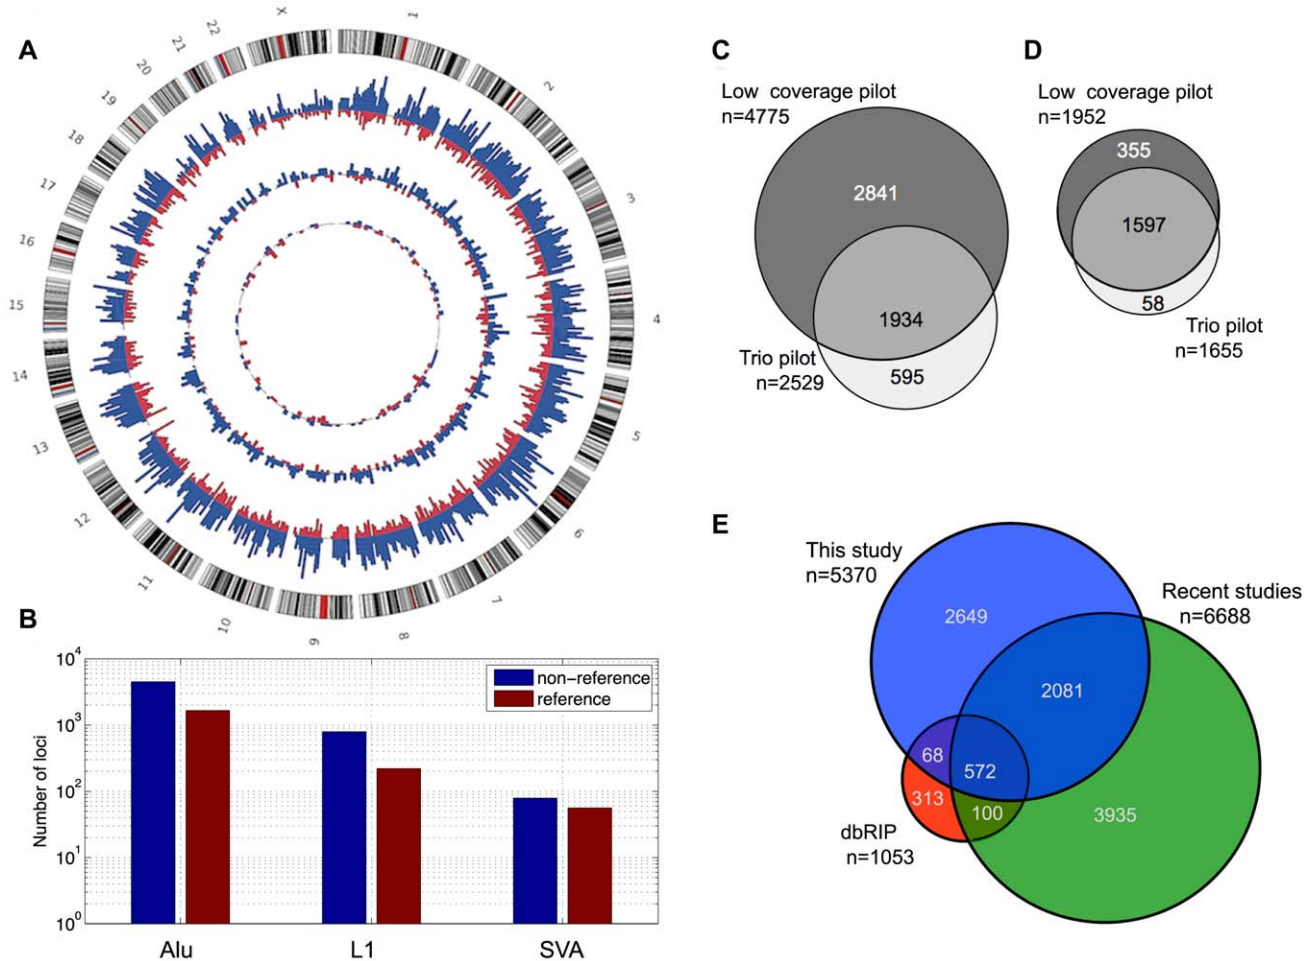 A
X
1
2
3
4
5
6
7
8
9
10
11
12
13
14
15
16
17
18
19
20
21
22
B
10^4
10^3
10^2
10^1
10^0
Number of loci
non-reference
reference
Alu
L1
SVA
C
Low coverage pilot
n=4775
2841
1934
Trio pilot
n=2529
595
D
Low coverage pilot
n=1952
355
1597
58
Trio pilot
n=1655
E
This study
n=5370
Recent studies
n=6688
2649
2081
68
572
313
100
3935
dbRIP
n=1053